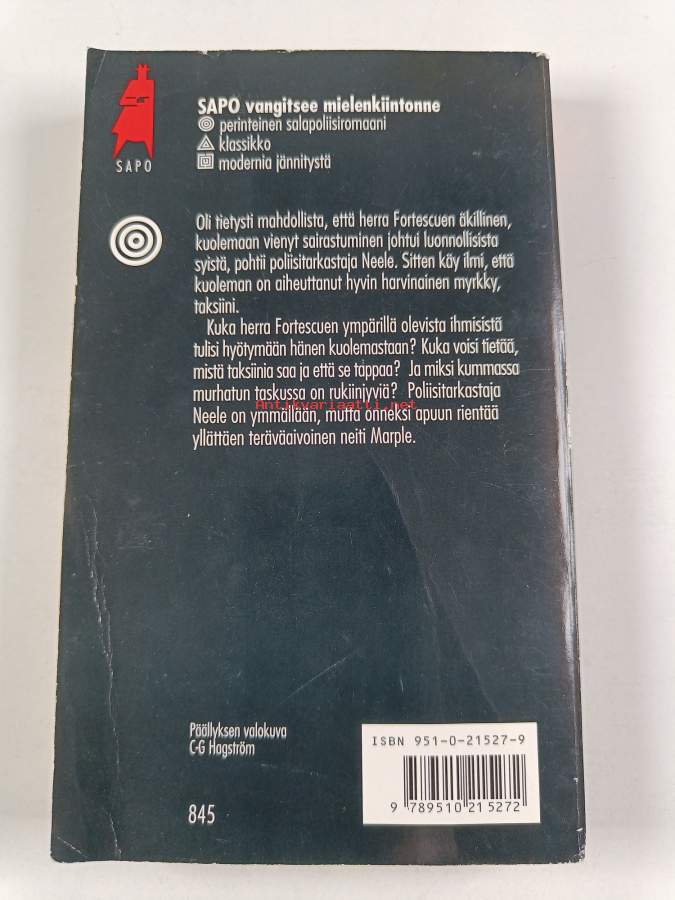 SAPO
SAPO vangitsee mielenkiintonne
perinteinen salapoliisiromaani
klassikko
modernia jännitystä
Oli tietysti mahdollista, että herra Fortescuen äkillinen,
kuolemaan vienyt sairastuminen johtui luonnollisista
syistä, pohtii poliisitarkastaja Neele. Sitten käy ilmi, että
kuoleman on aiheuttanut hyvin harvinainen myrkky,
taksiini.
Kuka herra Fortescuen ympärillä olevista ihmisistä
tulisi hyötymään hänen kuolemastaan? Kuka voisi tietää,
mistä taksiinia saa ja että se tappaa? Ja miksi kummassa
murhatun taskussa on rukiinjyviä? Poliisitarkastaja
Antikvariaatti.net
Neele on ymmällään, mutta onneksi apuun rientää
yllättäen teräväaivoinen neiti Marple.
Päällyksen valokuva
C-G Hagström
845
ISBN 951-0-21527-9
9 789510 215272